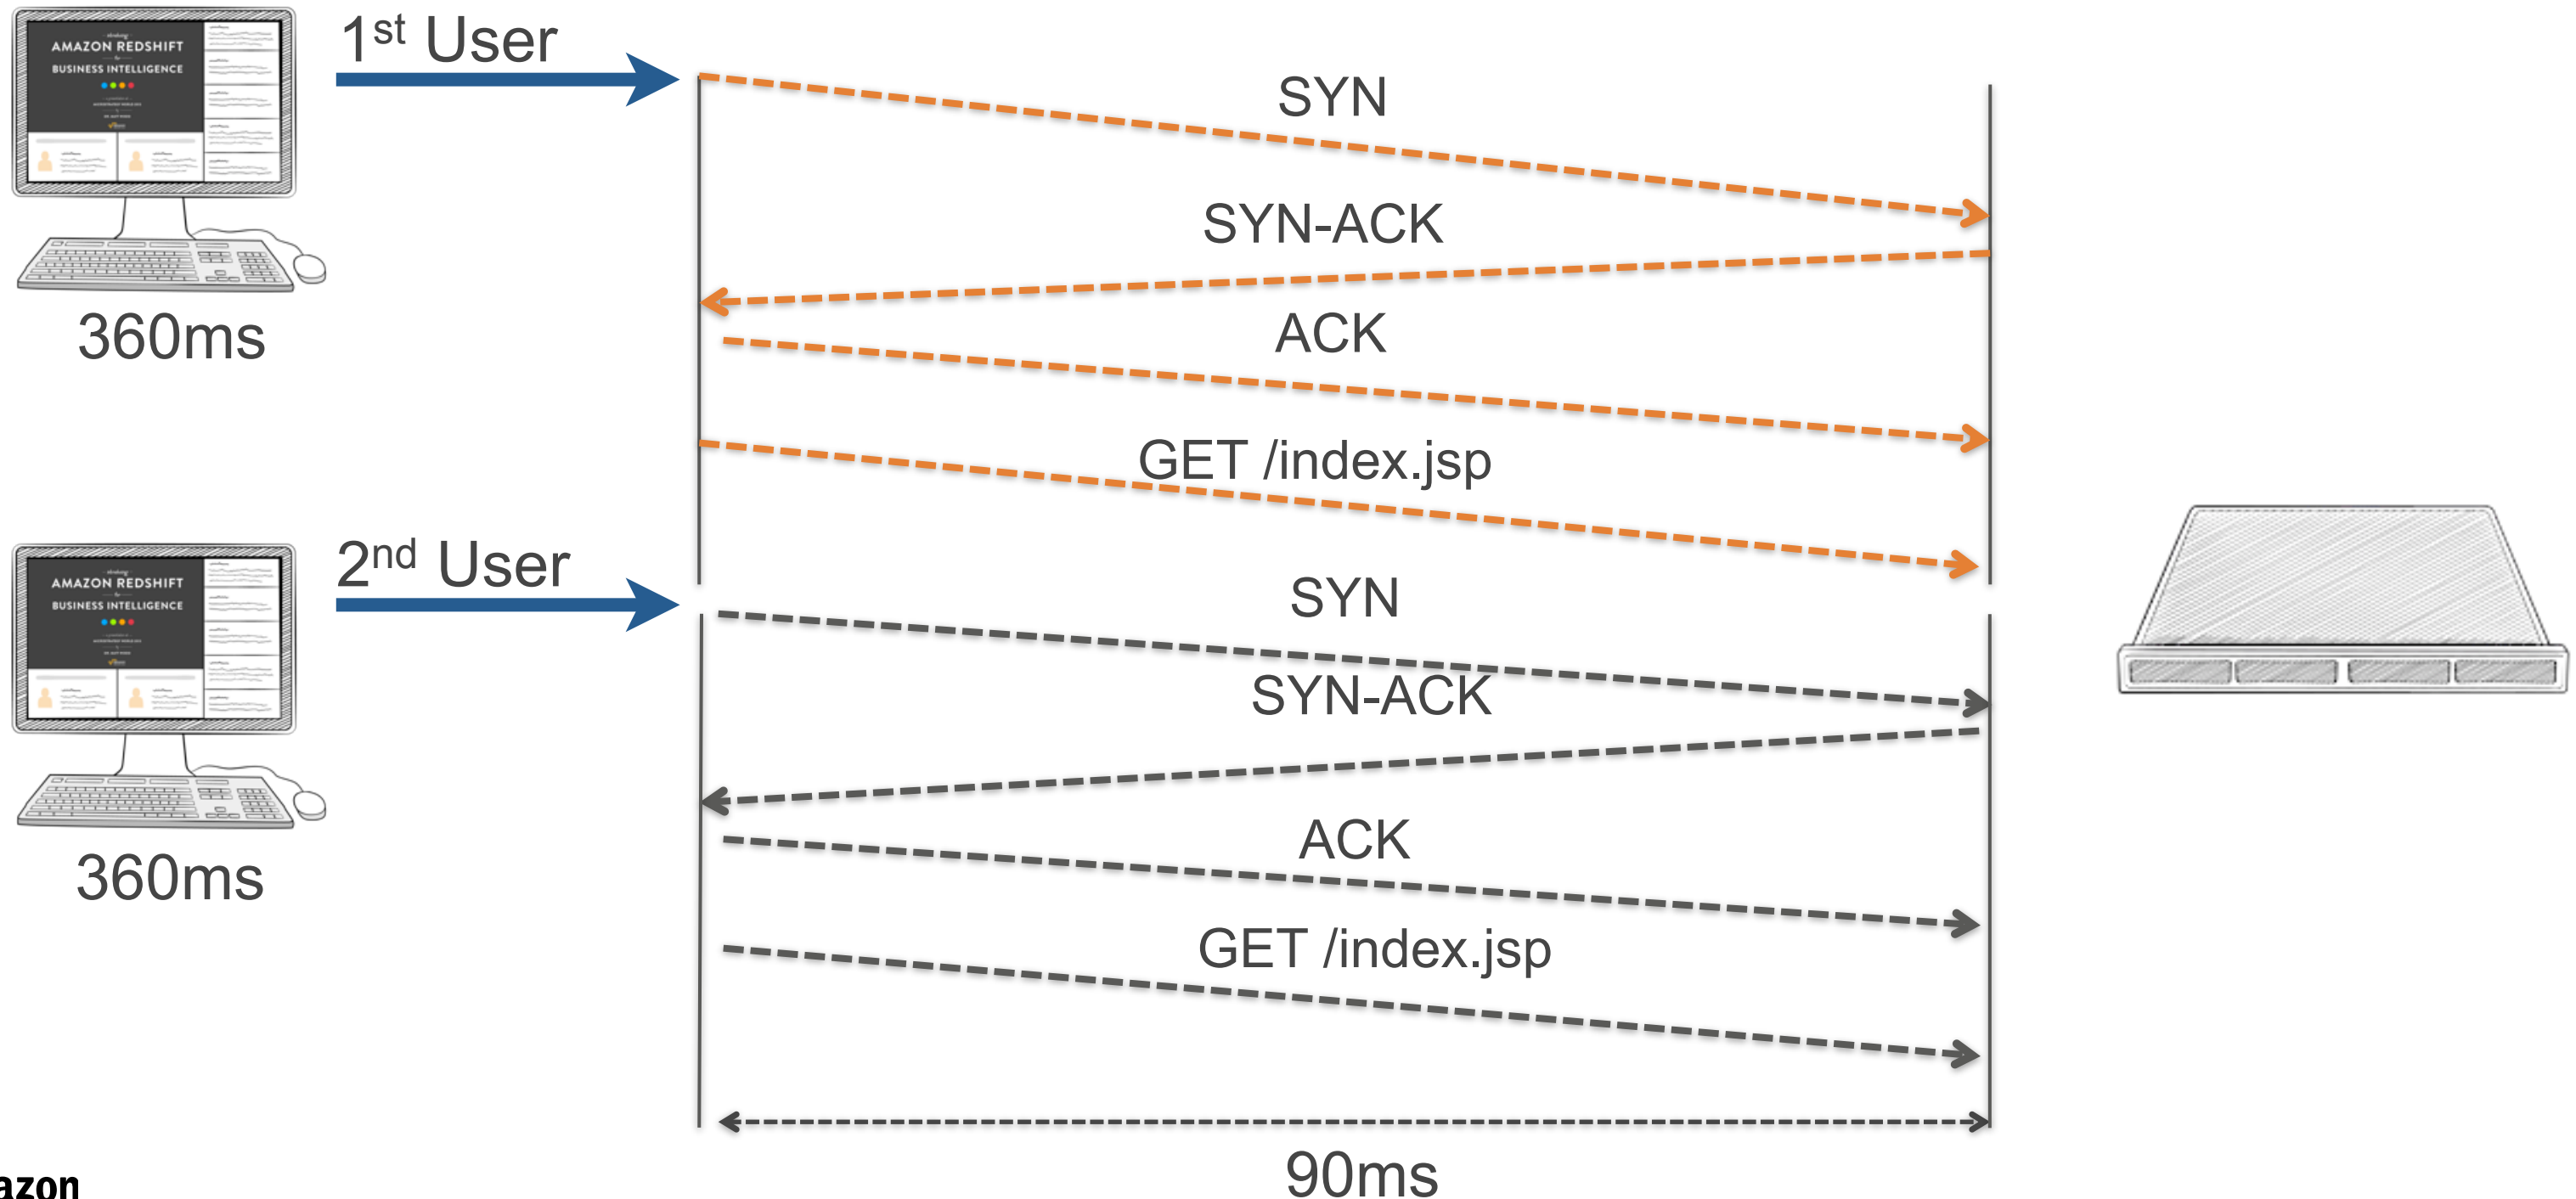 AMAZON REDSHIFT
BUSINESS INTELLIGENCE
360ms
1st User
SYN
SYN-ACK
ACK
GET /index.jsp
AMAZON REDSHIFT
BUSINESS INTELLIGENCE
360ms
2nd User
SYN
SYN-ACK
ACK
GET /index.jsp
90ms
azon